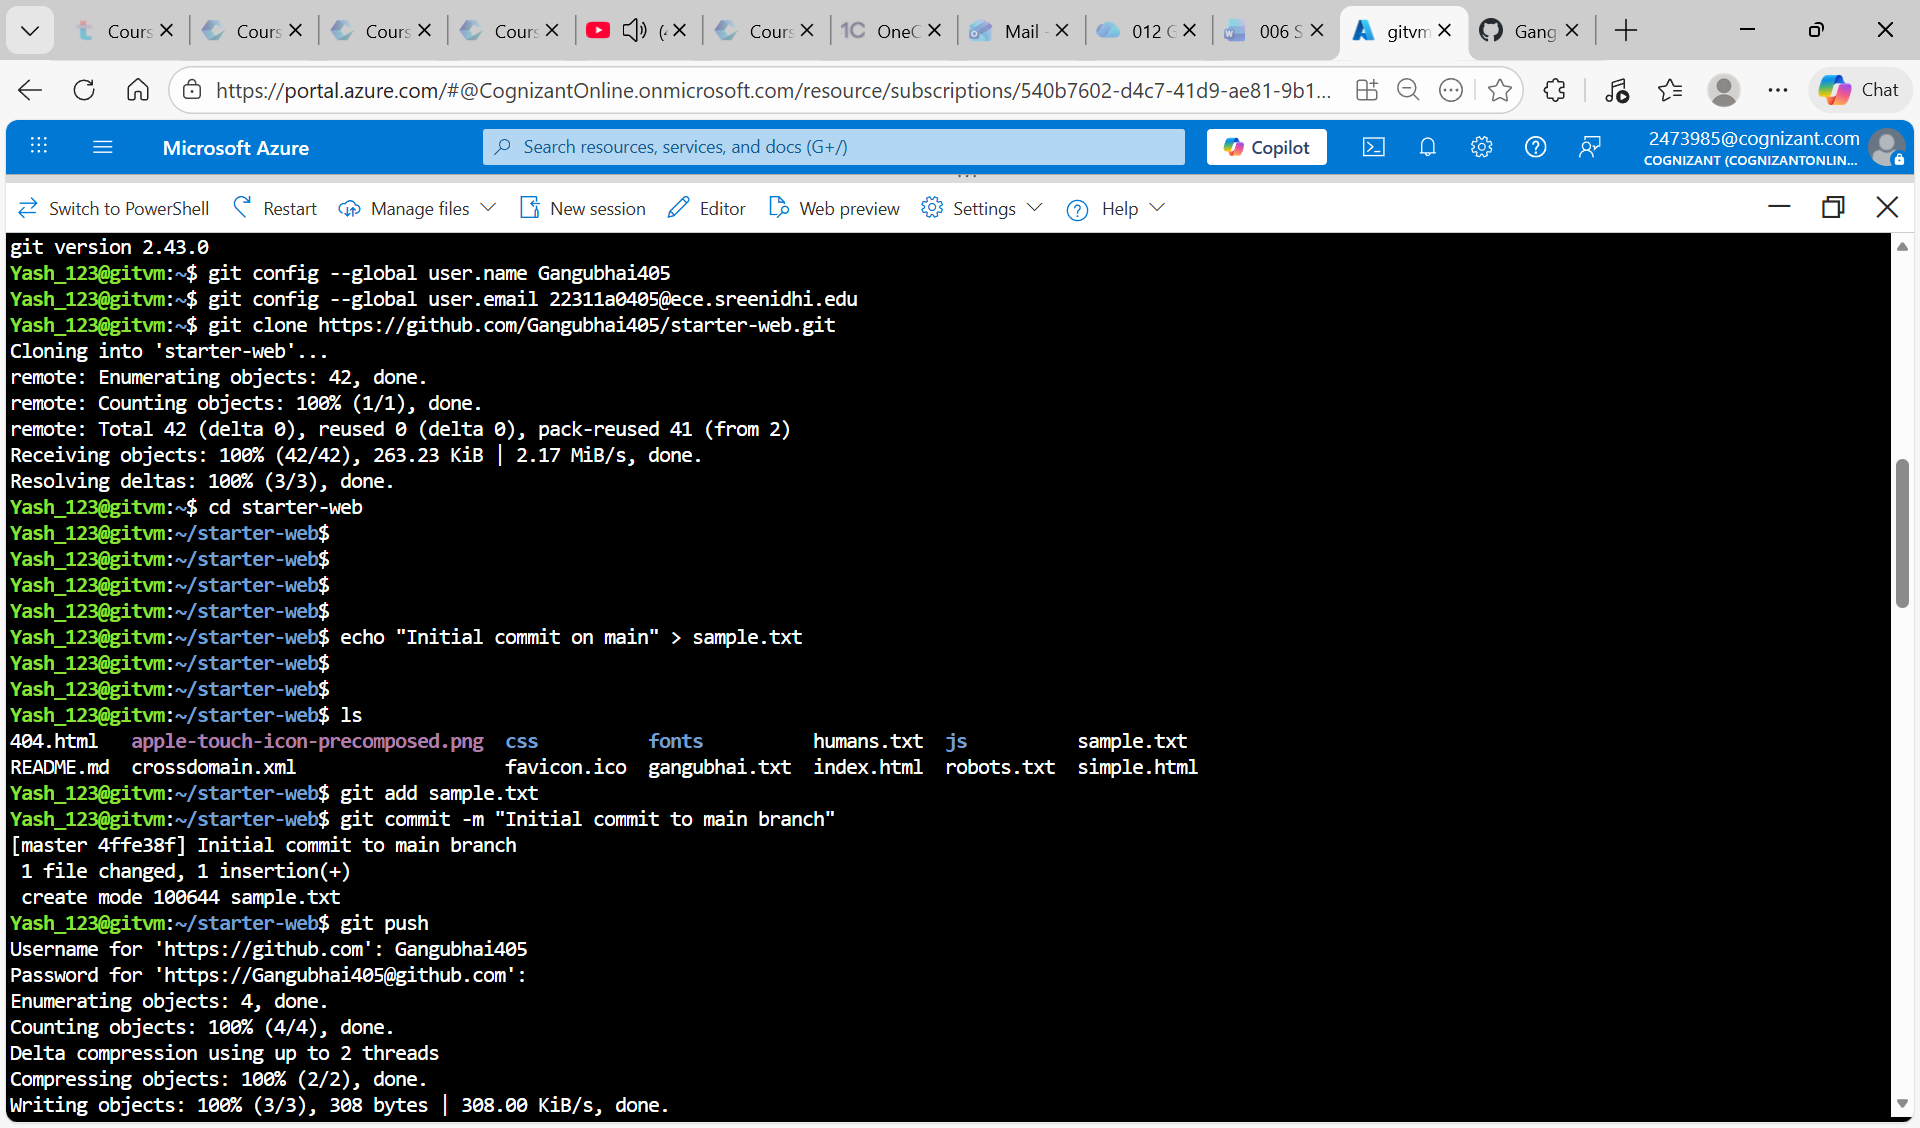 Cours
Cours
Cours
Cours
(4
Cours
1C OneC
Mail -
012 G
006 S
gitvm
Gang
https://portal.azure.com/#@CognizantOnline.onmicrosoft.com/resource/subscriptions/540b7602-d4c7-41d9-ae81-9b1...
Chat
Microsoft Azure
Search resources, services, and docs (G+/)
Copilot
2473985@cognizant.com
COGNIZANT (COGNIZANTONLIN...
Switch to PowerShell Restart Manage files New session Editor Web preview Settings Help
git version 2.43.0
Yash_123@gitvm:~$ git config --global user.name Gangubhai405
Yash_123@gitvm:~$ git config --global user.email 22311a0405@ece.sreenidhi.edu
Yash_123@gitvm:~$ git clone https://github.com/Gangubhai405/starter-web.git
Cloning into 'starter-web'...
remote: Enumerating objects: 42, done.
remote: Counting objects: 100% (1/1), done.
remote: Total 42 (delta 0), reused 0 (delta 0), pack-reused 41 (from 2)
Receiving objects: 100% (42/42), 263.23 KiB | 2.17 MiB/s, done.
Resolving deltas: 100% (3/3), done.
Yash_123@gitvm:~$ cd starter-web
Yash_123@gitvm:~/starter-web$
Yash_123@gitvm:~/starter-web$
Yash_123@gitvm:~/starter-web$
Yash_123@gitvm:~/starter-web$
Yash_123@gitvm:~/starter-web$ echo "Initial commit on main" > sample.txt
Yash_123@gitvm:~/starter-web$
Yash_123@gitvm:~/starter-web$
Yash_123@gitvm:~/starter-web$ ls
404.html apple-touch-icon-precomposed.png css fonts humans.txt js sample.txt
README.md crossdomain.xml favicon.ico gangubhai.txt index.html robots.txt simple.html
Yash_123@gitvm:~/starter-web$ git add sample.txt
Yash_123@gitvm:~/starter-web$ git commit -m "Initial commit to main branch"
[master 4ffe38f] Initial commit to main branch
1 file changed, 1 insertion(+)
create mode 100644 sample.txt
Yash_123@gitvm:~/starter-web$ git push
Username for 'https://github.com': Gangubhai405
Password for 'https://Gangubhai405@github.com':
Enumerating objects: 4, done.
Counting objects: 100% (4/4), done.
Delta compression using up to 2 threads
Compressing objects: 100% (2/2), done.
Writing objects: 100% (3/3), 308 bytes | 308.00 KiB/s, done.